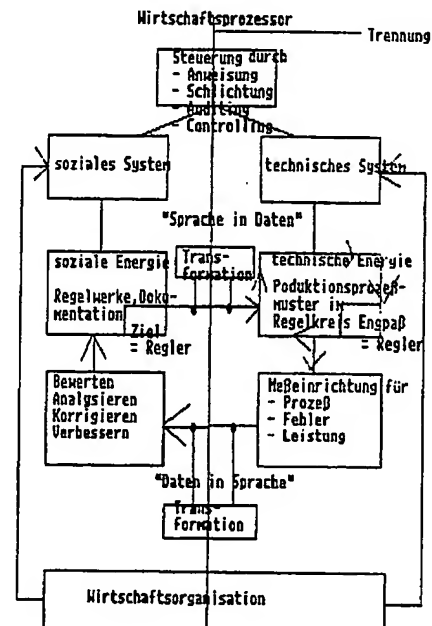 Wirtschaftsprozessor
Trennung
Steuerung durch
- Anweisung
- Schlichtung
- Auditing
- Controlling
soziales System
technisches System
"Sprache in Daten"
soziale Energie
Regelwerke,Doku-
mentation
Ziel
= Regler
Trans-
formation
technische Energie
Poduktionsprozeß-
muster in
Regelkreis Engpaß
= Regler
Bewerten
Analysieren
Korrigieren
Verbessern
Meßeinrichtung für
- Prozeß
- Fehler
- Leistung
"Daten in Sprache"
Trans-
formation
Wirtschaftsorganisation